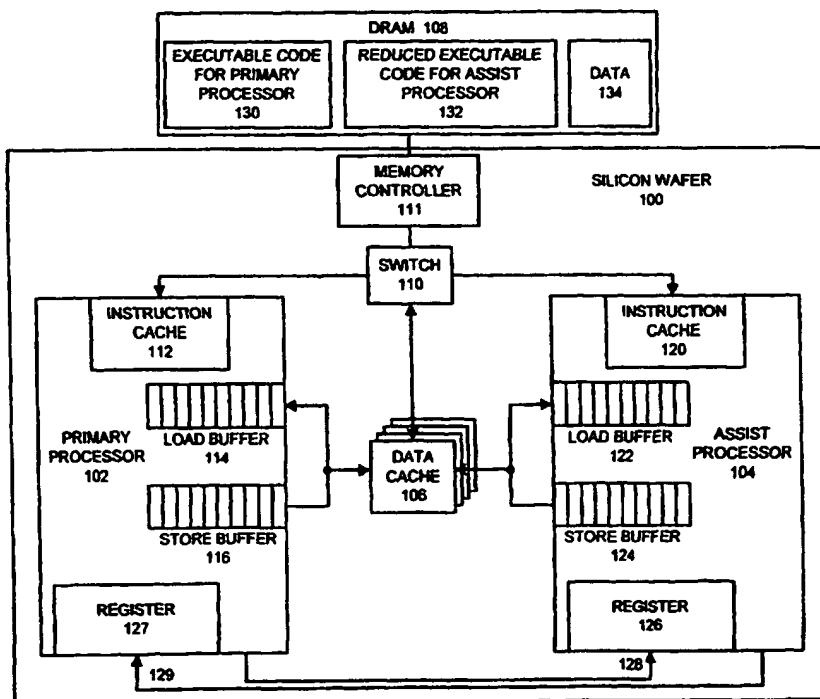 DRAM 108
EXECUTABLE CODE
FOR PRIMARY
PROCESSOR
130
REDUCED EXECUTABLE
CODE FOR ASSIST
PROCESSOR
132
DATA
134
MEMORY
CONTROLLER
111
SILICON WAFER
100
SWITCH
110
INSTRUCTION
CACHE
112
INSTRUCTION
CACHE
120
PRIMARY
PROCESSOR
102
LOAD BUFFER
114
DATA
CACHE
106
LOAD BUFFER
122
ASSIST
PROCESSOR
104
STORE BUFFER
116
STORE BUFFER
124
REGISTER
127
REGISTER
126
129
128